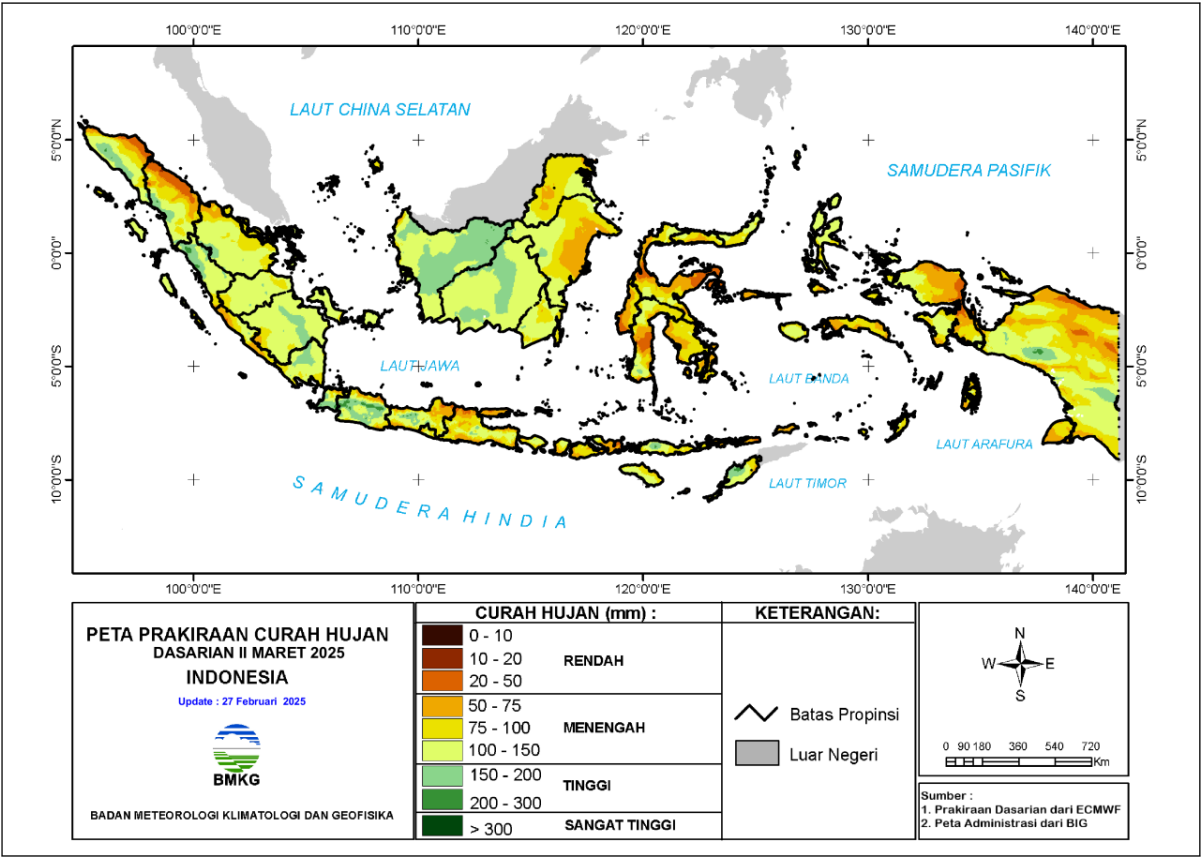 100°0'0"E 110°0'0"E 120°0'0"E 130°0'0"E 140°0'0"E
5°0'0"N
0°0'0"
5°0'0"S
10°0'0"S
LAUT CHINA SELATAN
SAMUDERA PASIFIK
LAUT JAWA
LAUT BANDA
LAUT ARAFURA
LAUT TIMOR
SAMUDERA HINDIA
5°0'0"N
0°0'0"
5°0'0"S
10°0'0"S
100°0'0"E 110°0'0"E 120°0'0"E 130°0'0"E 140°0'0"E
PETA PRAKIRAAN CURAH HUJAN
DASARIAN II MARET 2025
INDONESIA
Update : 27 Februari 2025
BMKG
BADAN METEOROLOGI KLIMATOLOGI DAN GEOFISIKA
CURAH HUJAN (mm) :
0 - 10
10 - 20 RENDAH
20 - 50
50 - 75
75 - 100 MENENGAH
100 - 150
150 - 200
TINGGI
200 - 300
> 300 SANGAT TINGGI
KETERANGAN:
Batas Propinsi
Luar Negeri
N
W E
S
0 90 180 360 540 720
Km
Sumber :
1. Prakiraan Dasarian dari ECMWF
2. Peta Administrasi dari BIG